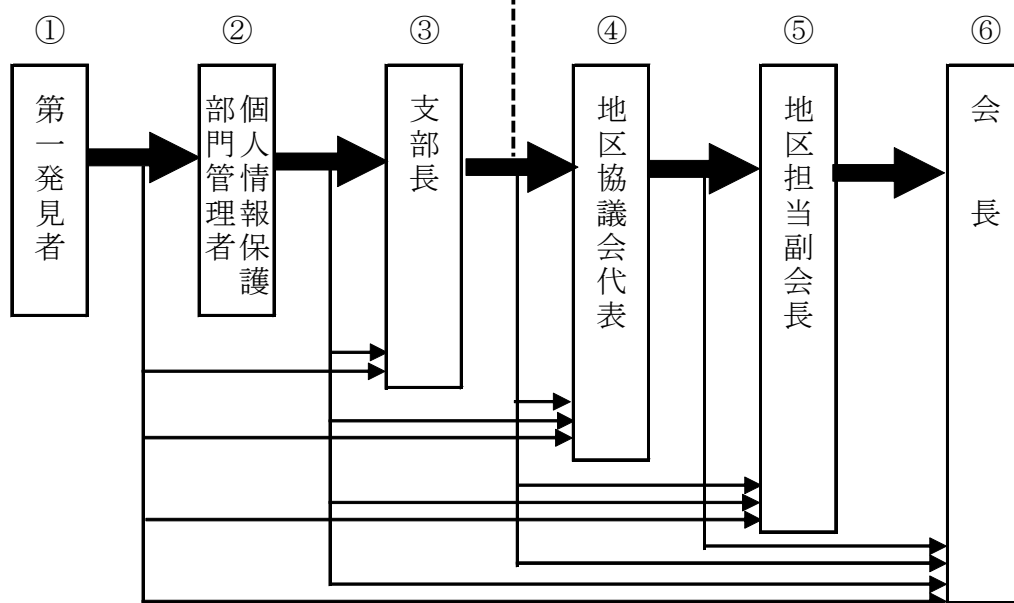 ①
②
③
④
⑤
⑥
第一発見者
個人情報保護
部門管理者
支部長
地区協議会代表
地区担当副会長
会長